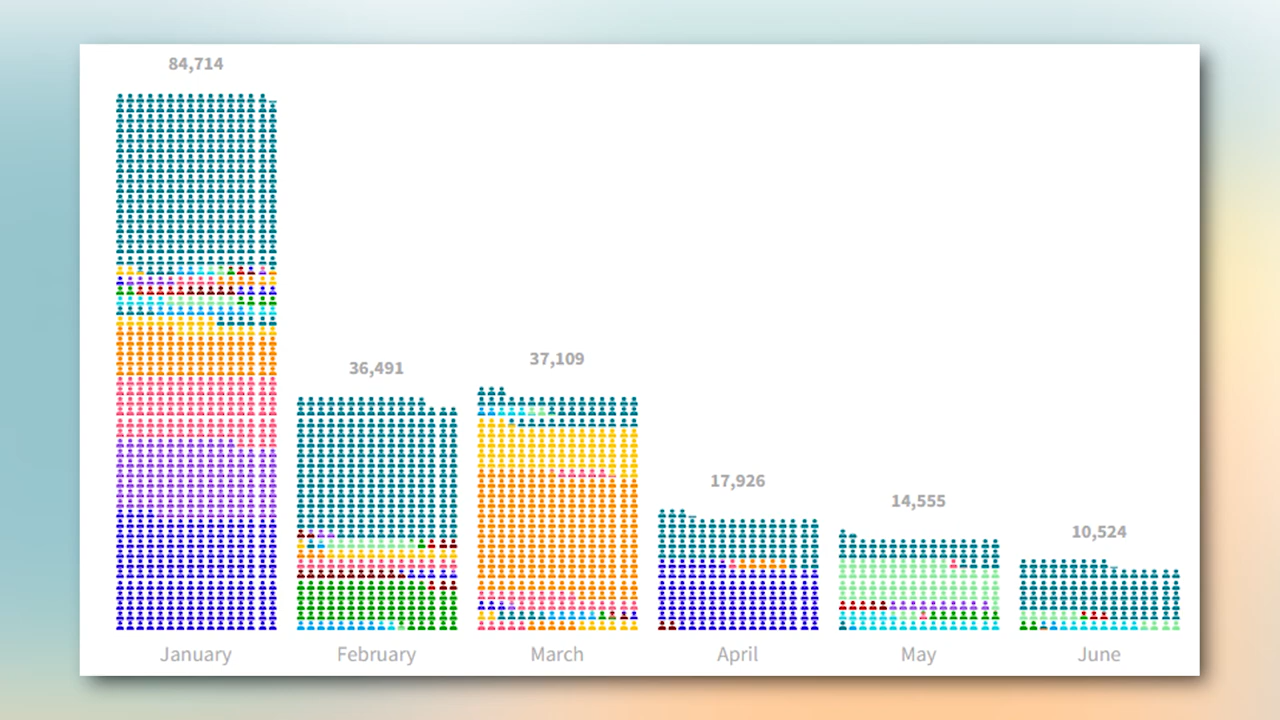 84,714
36,491
37,109
17,926
14,555
10,524
January
February
March
April
May
June